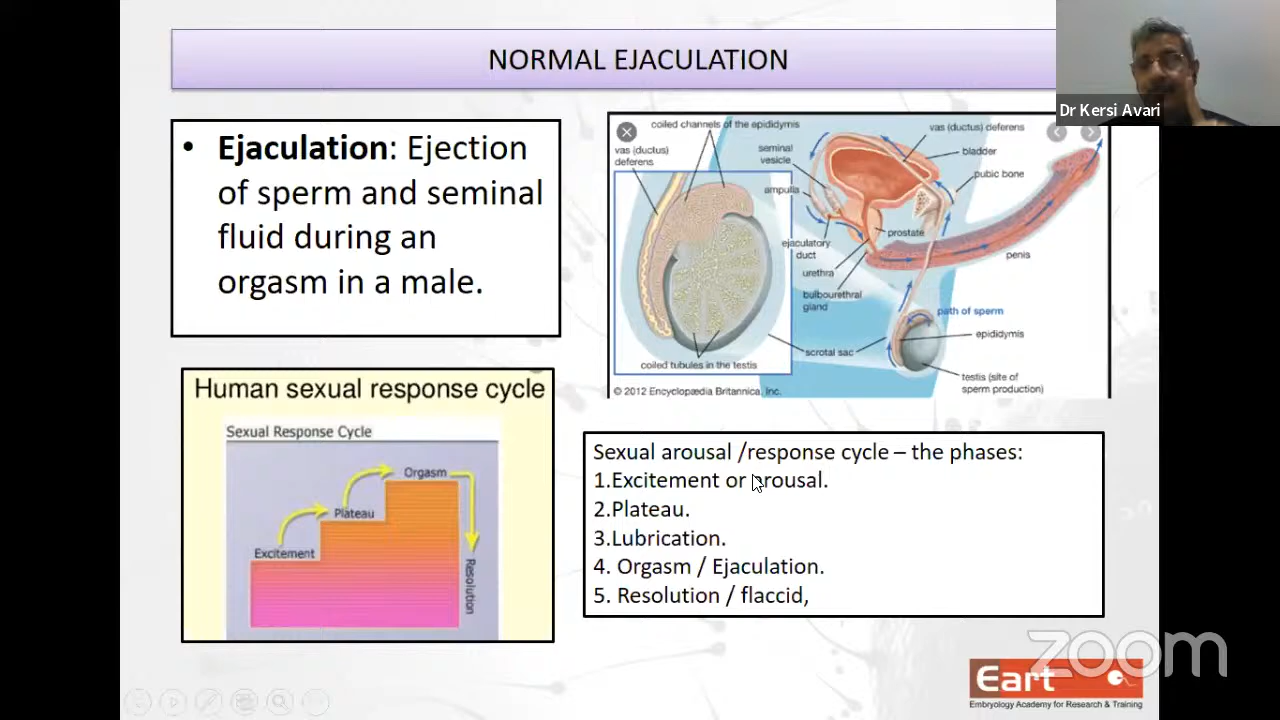 NORMAL EJACULATION
Dr Kersi Avari
• Ejaculation: Ejection
of sperm and seminal
fluid during an
orgasm in a male.
coiled channels of the epididymis
vas (ductus)
deferens
coiled tubules in the testis
scrotal sac
© 2012 Encyclopædia Britannica, Inc.
seminal
vesicle
ampulla
ejaculatory
duct
urethra
bulbourethral
gland
vas (ductus) deferens
bladder
pubic bone
prostate
penis
path of sperm
epididymis
testis (site of
sperm production)
Human sexual response cycle
Sexual Response Cycle
Excitement
Plateau
Orgasm
Resolution
Sexual arousal /response cycle – the phases:
1.Excitement or arousal.
2.Plateau.
3.Lubrication.
4. Orgasm / Ejaculation.
5. Resolution / flaccid,
zoom
Eart
Embryology Academy for Research & Training